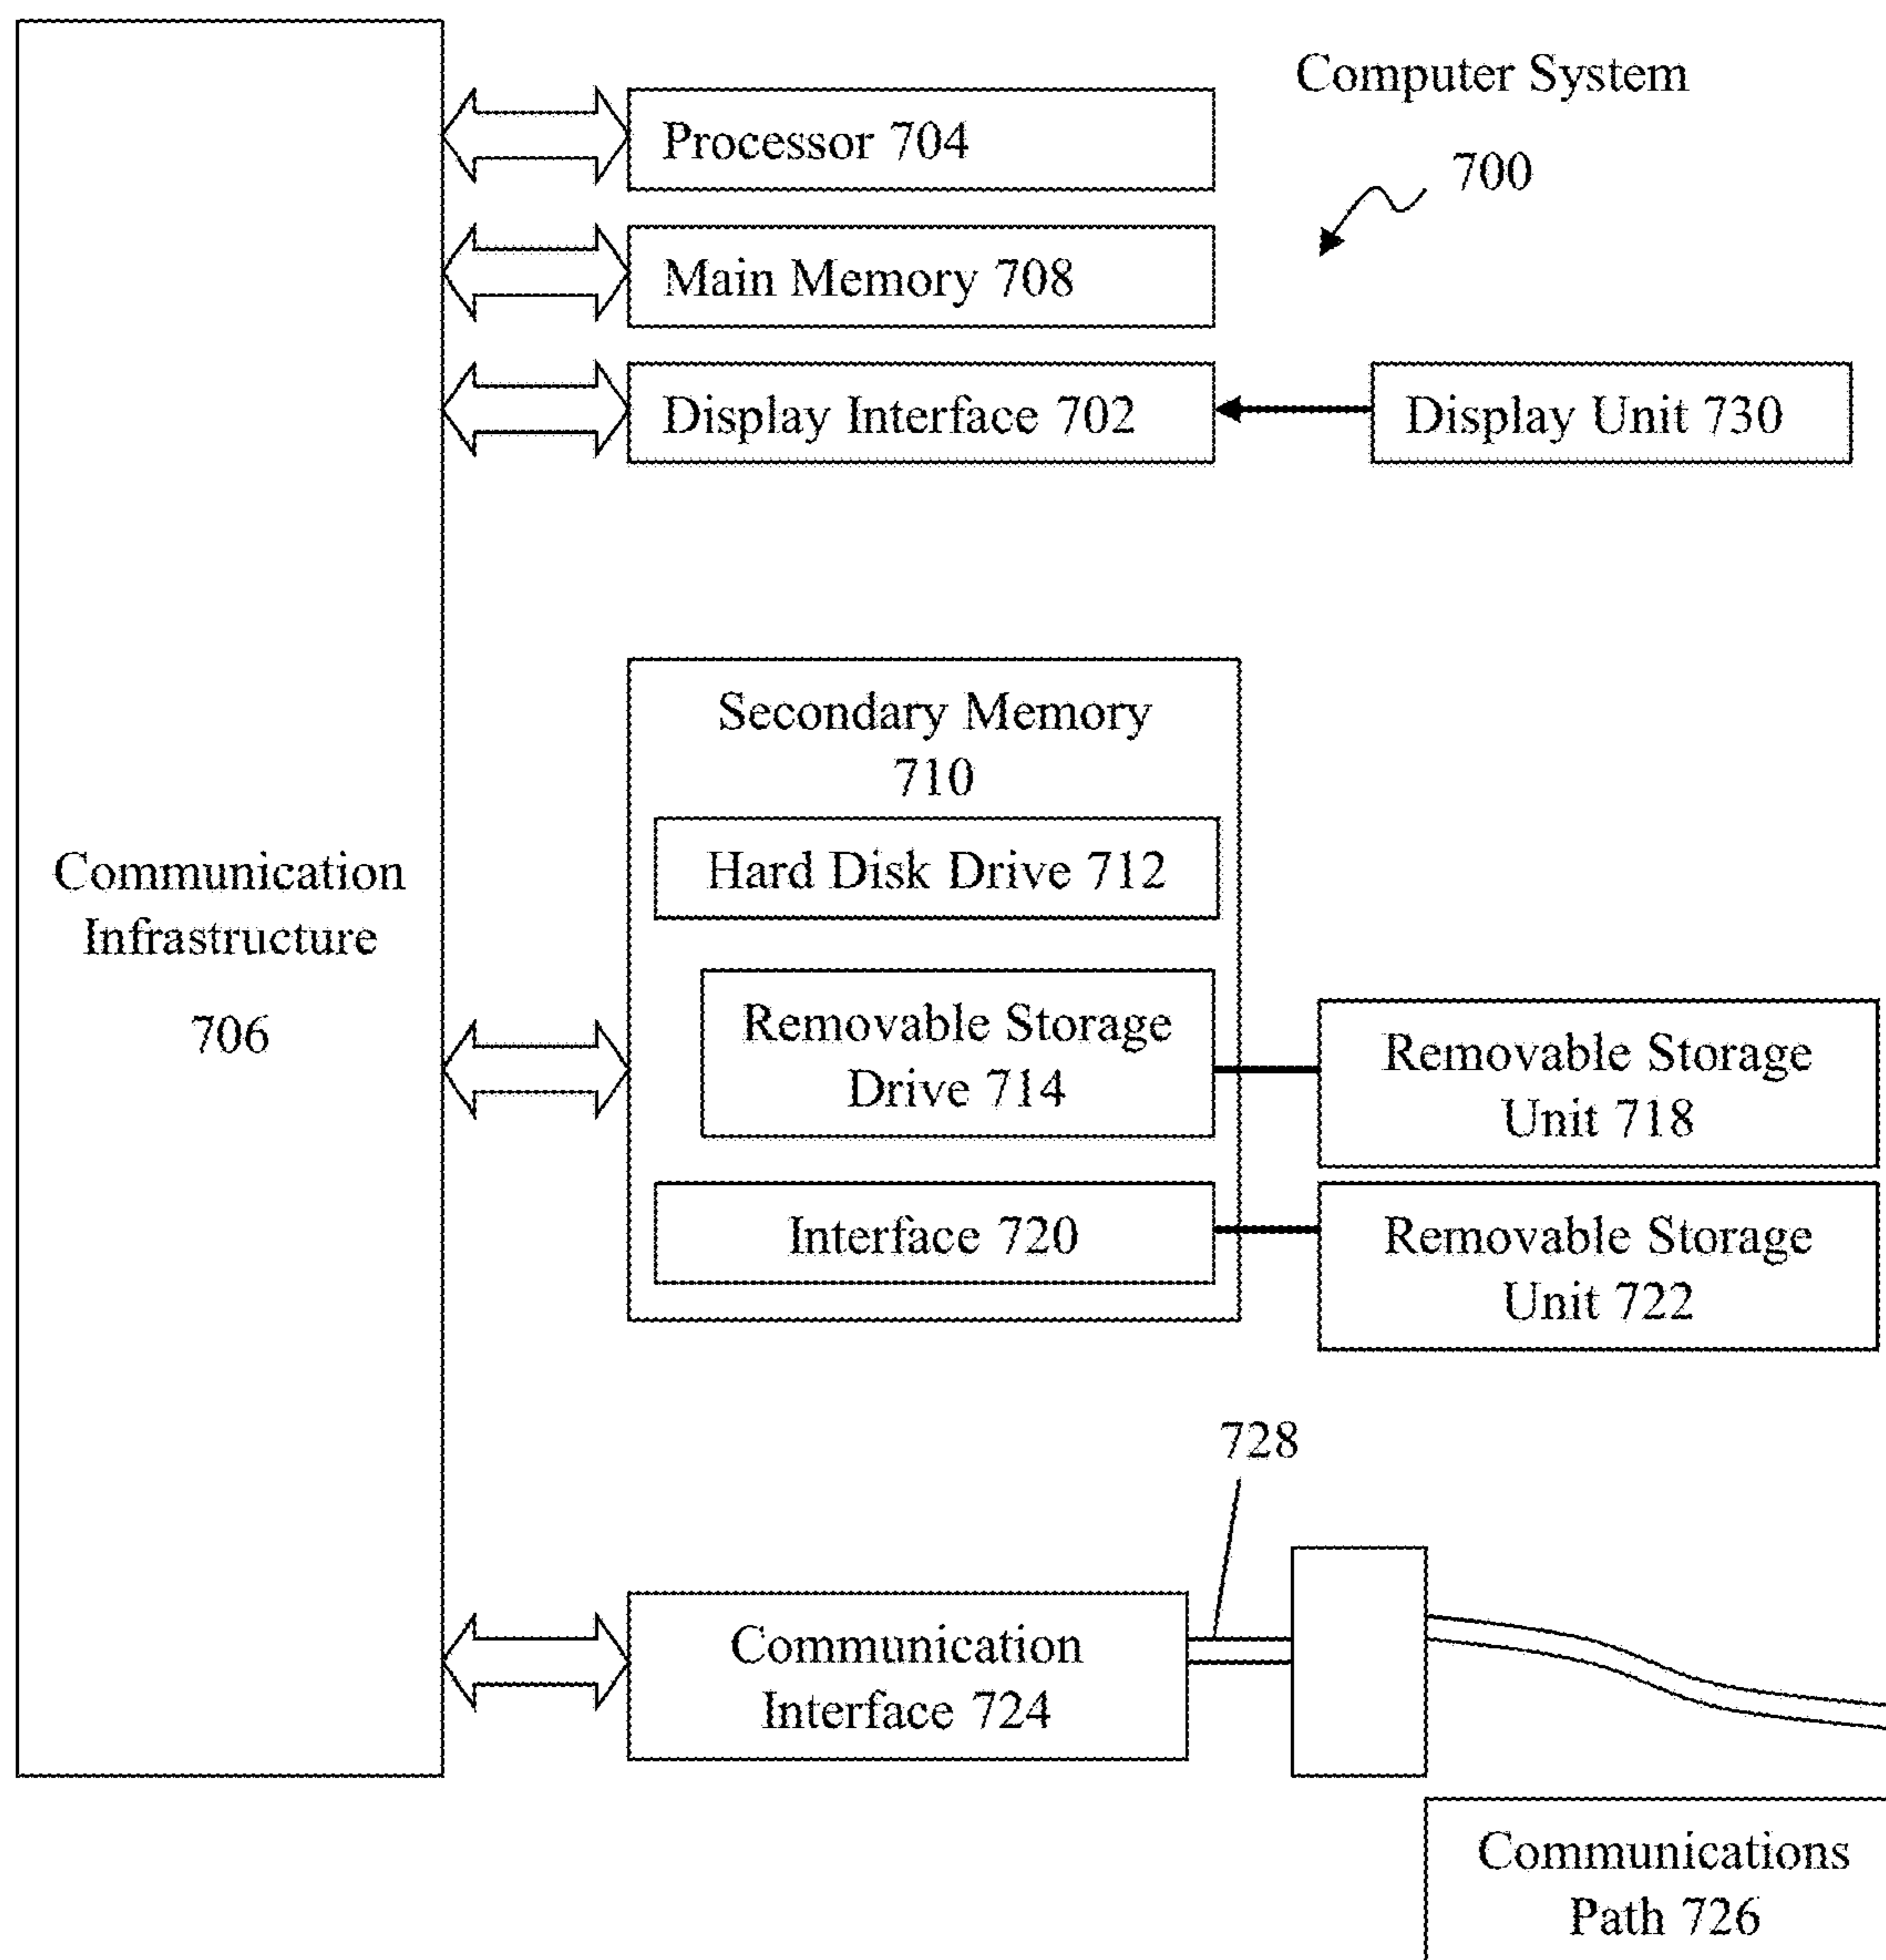 Computer System
700
Processor 704
Main Memory 708
Display Interface 702
Display Unit 730
Communication
Infrastructure
706
Secondary Memory
710
Hard Disk Drive 712
Removable Storage
Drive 714
Removable Storage
Unit 718
Interface 720
Removable Storage
Unit 722
728
Communication
Interface 724
Communications
Path 726